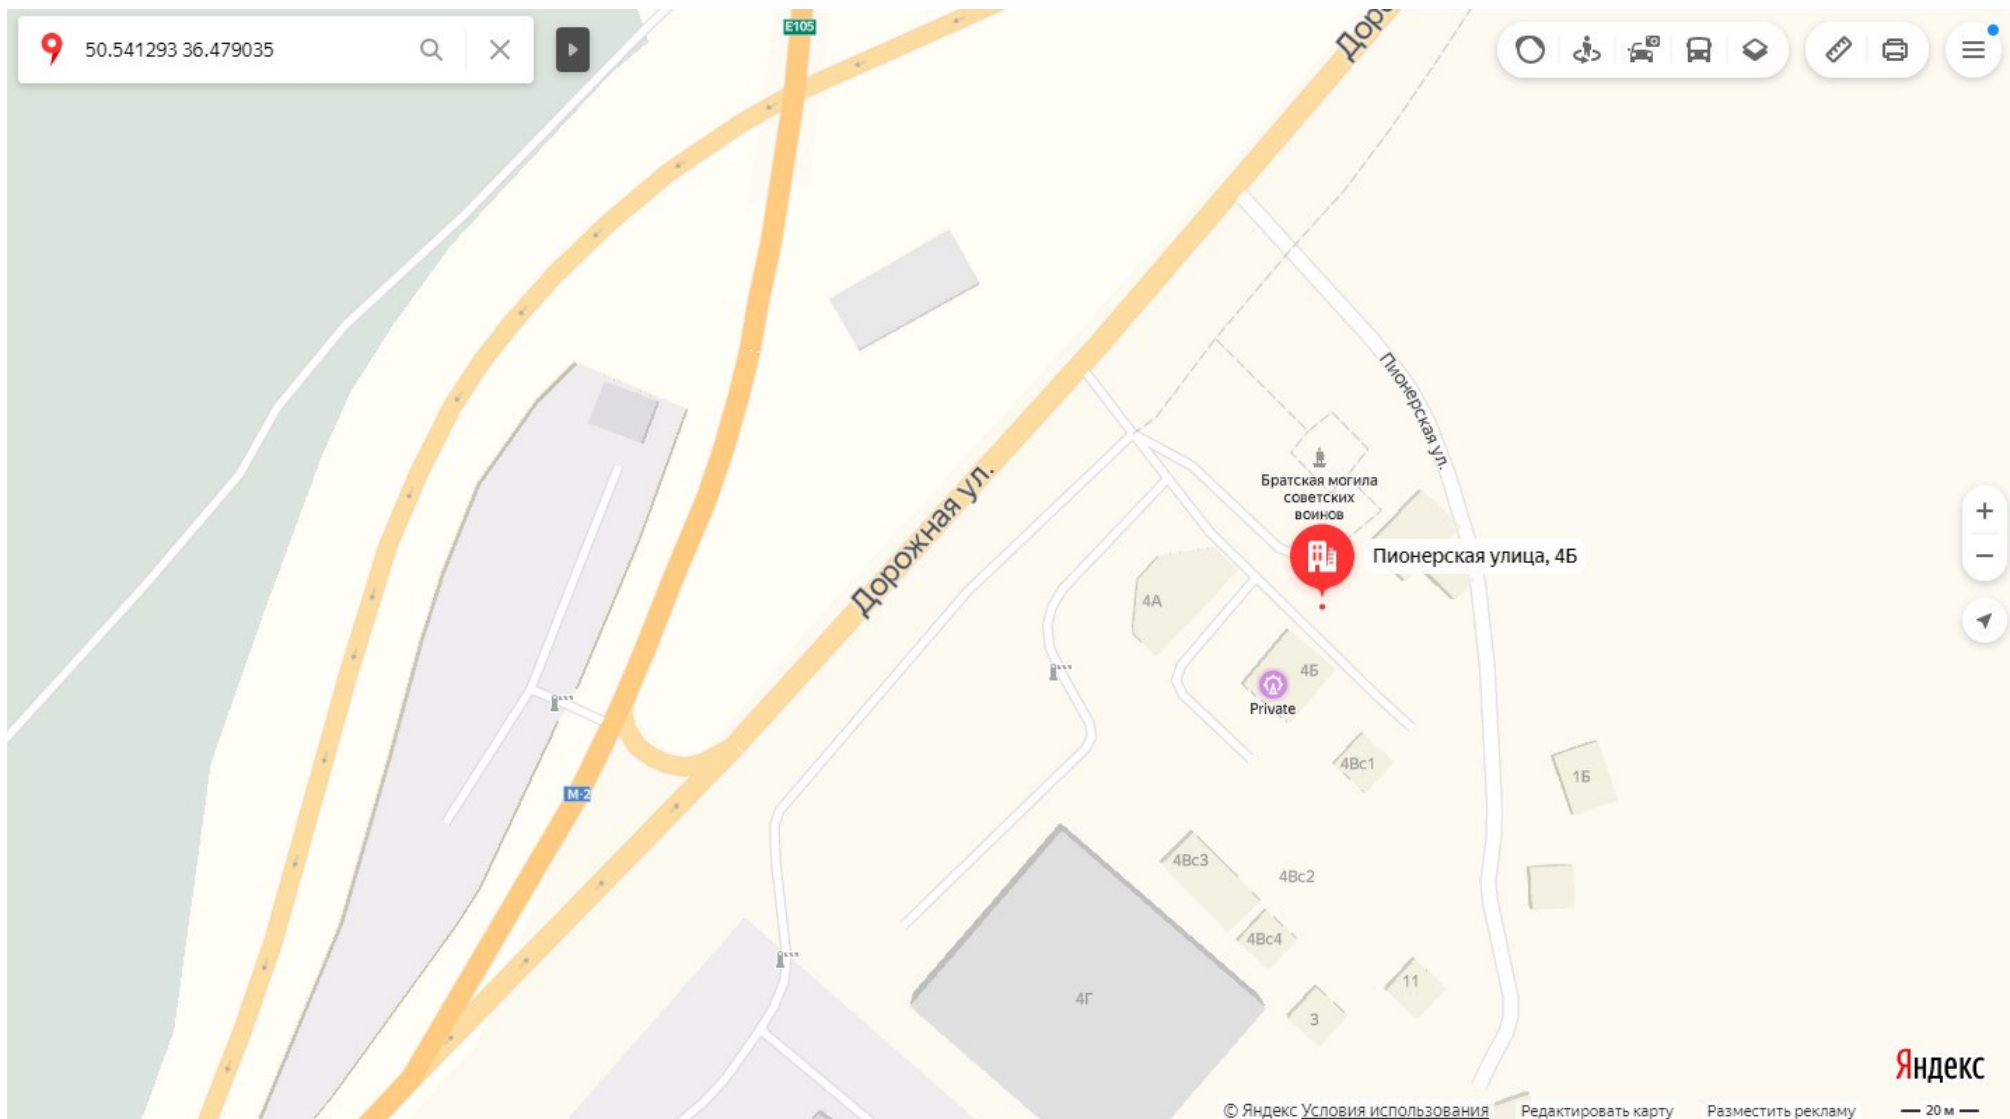 50.541293 36.479035
E105
Доро
Пионерская ул.
Братская могила
советских
воинов
Дорожная ул.
Пионерская улица, 4Б
4А
4Б
Private
М-2
4Вс1
1Б
4Вс3
4Вс2
4Вс4
4Г
11
3
Яндекс
© Яндекс Условия использования
Редактировать карту
Разместить рекламу
20 м